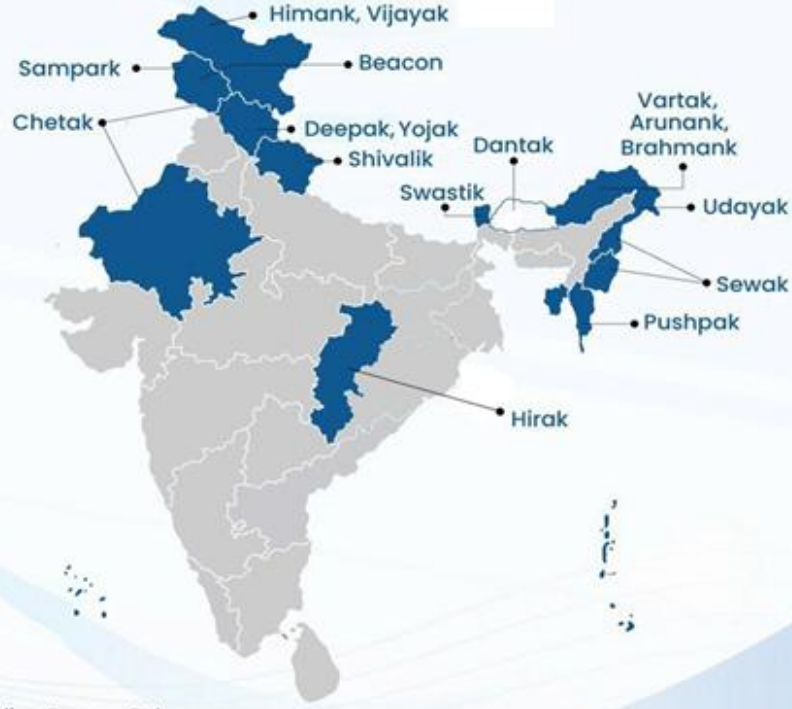 Himank, Vijayak
Sampark
Beacon
Chetak
Deepak, Yojak
Shivalik
Dantak
Vartak,
Arunank,
Brahmank
Swastik
Udayak
Sewak
Pushpak
Hirak